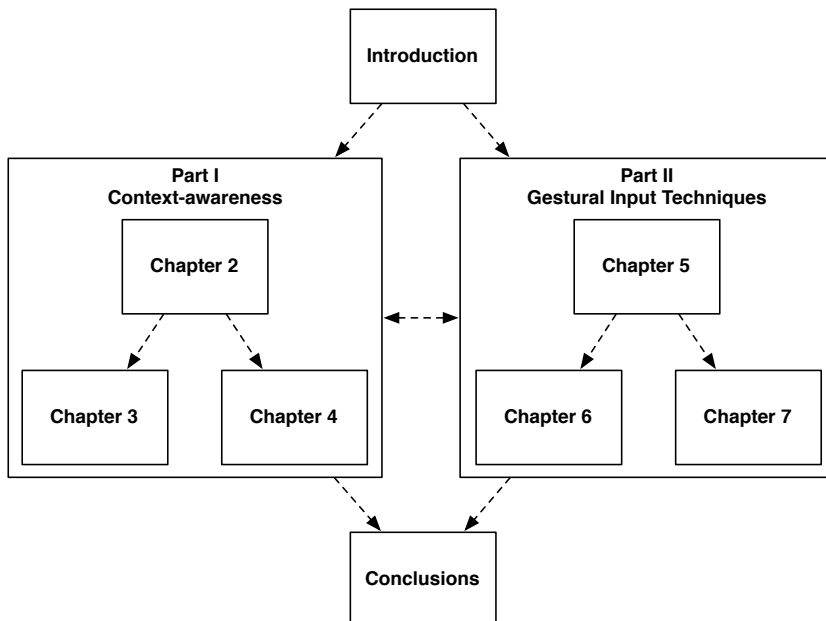 Introduction
Part I
Context-awareness
Chapter 2
Chapter 3
Chapter 4
Part II
Gestural Input Techniques
Chapter 5
Chapter 6
Chapter 7
Conclusions